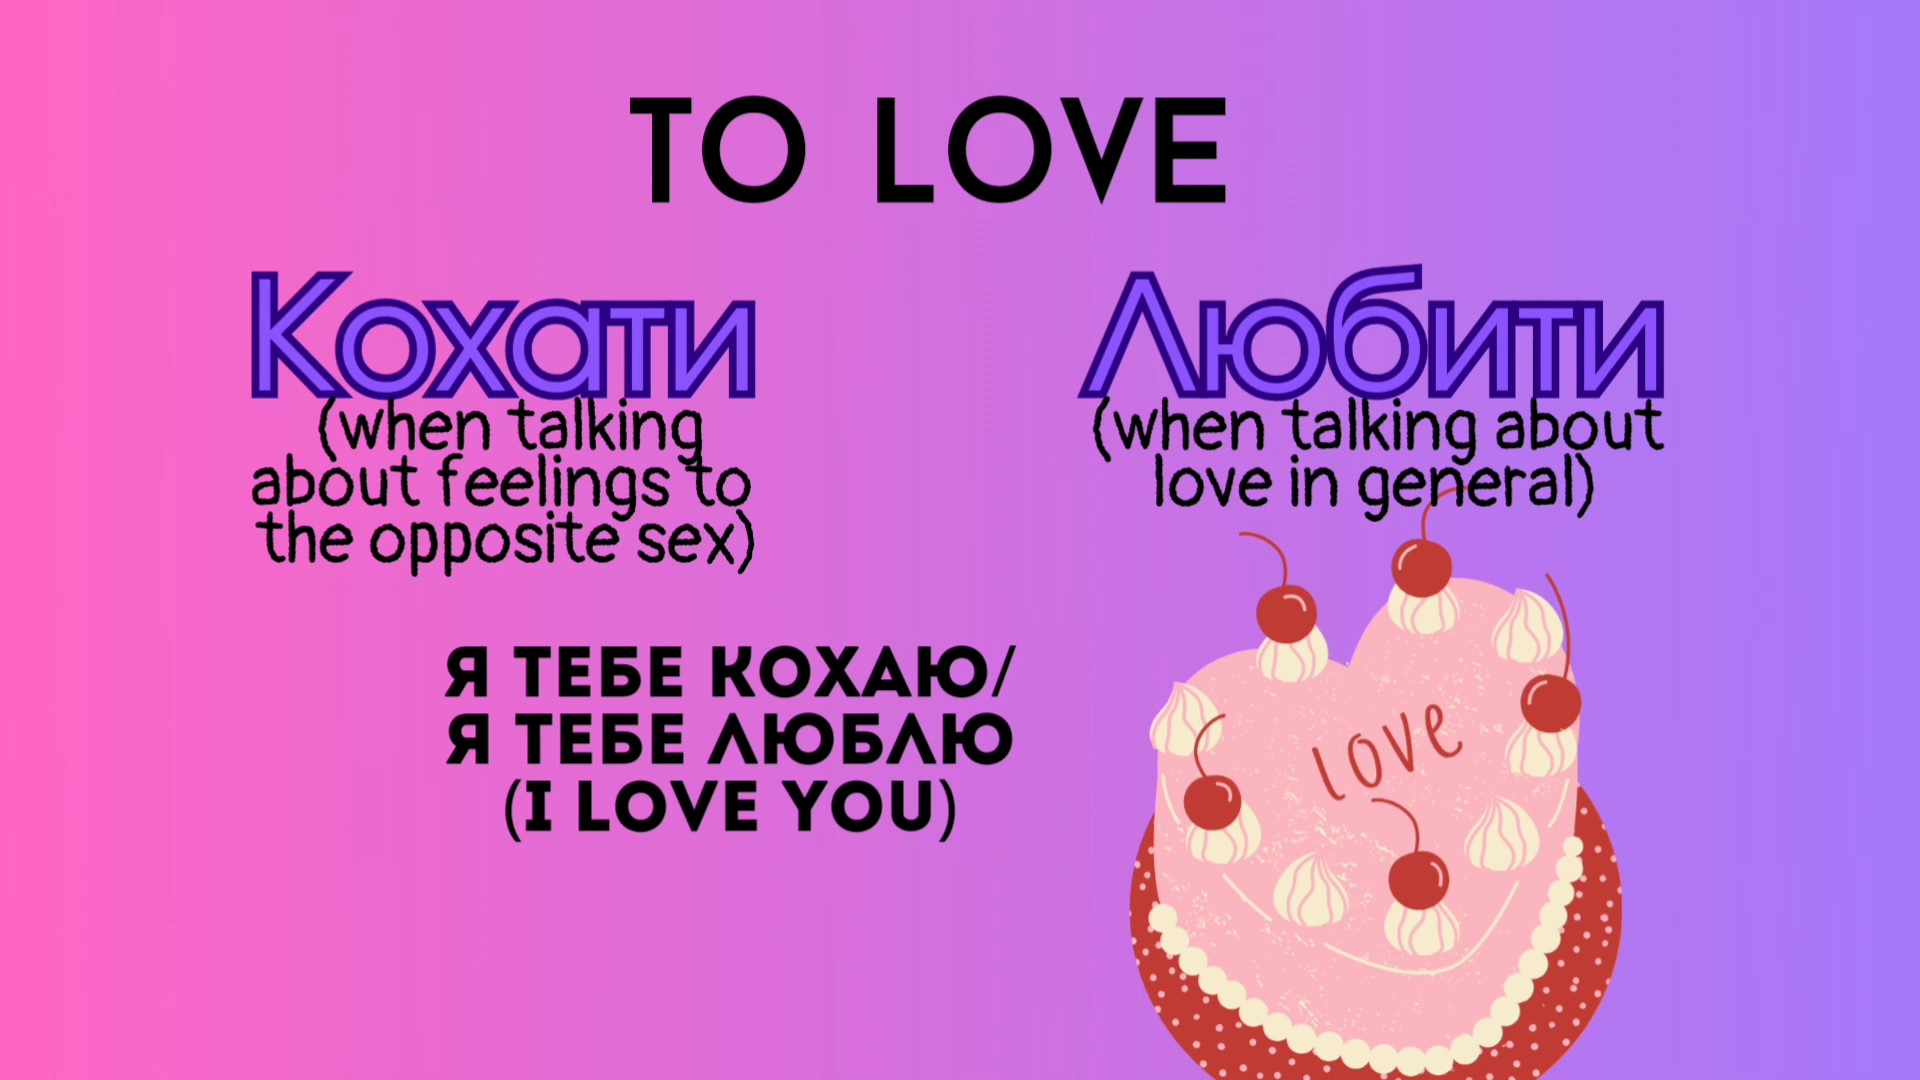 TO LOVE
Кохати
(when talking
about feelings to
the opposite sex)
Любити
(when talking about
love in general)
Я ТЕБЕ КОХАЮ/
Я ТЕБЕ ЛЮБЛЮ
(I LOVE YOU)
love